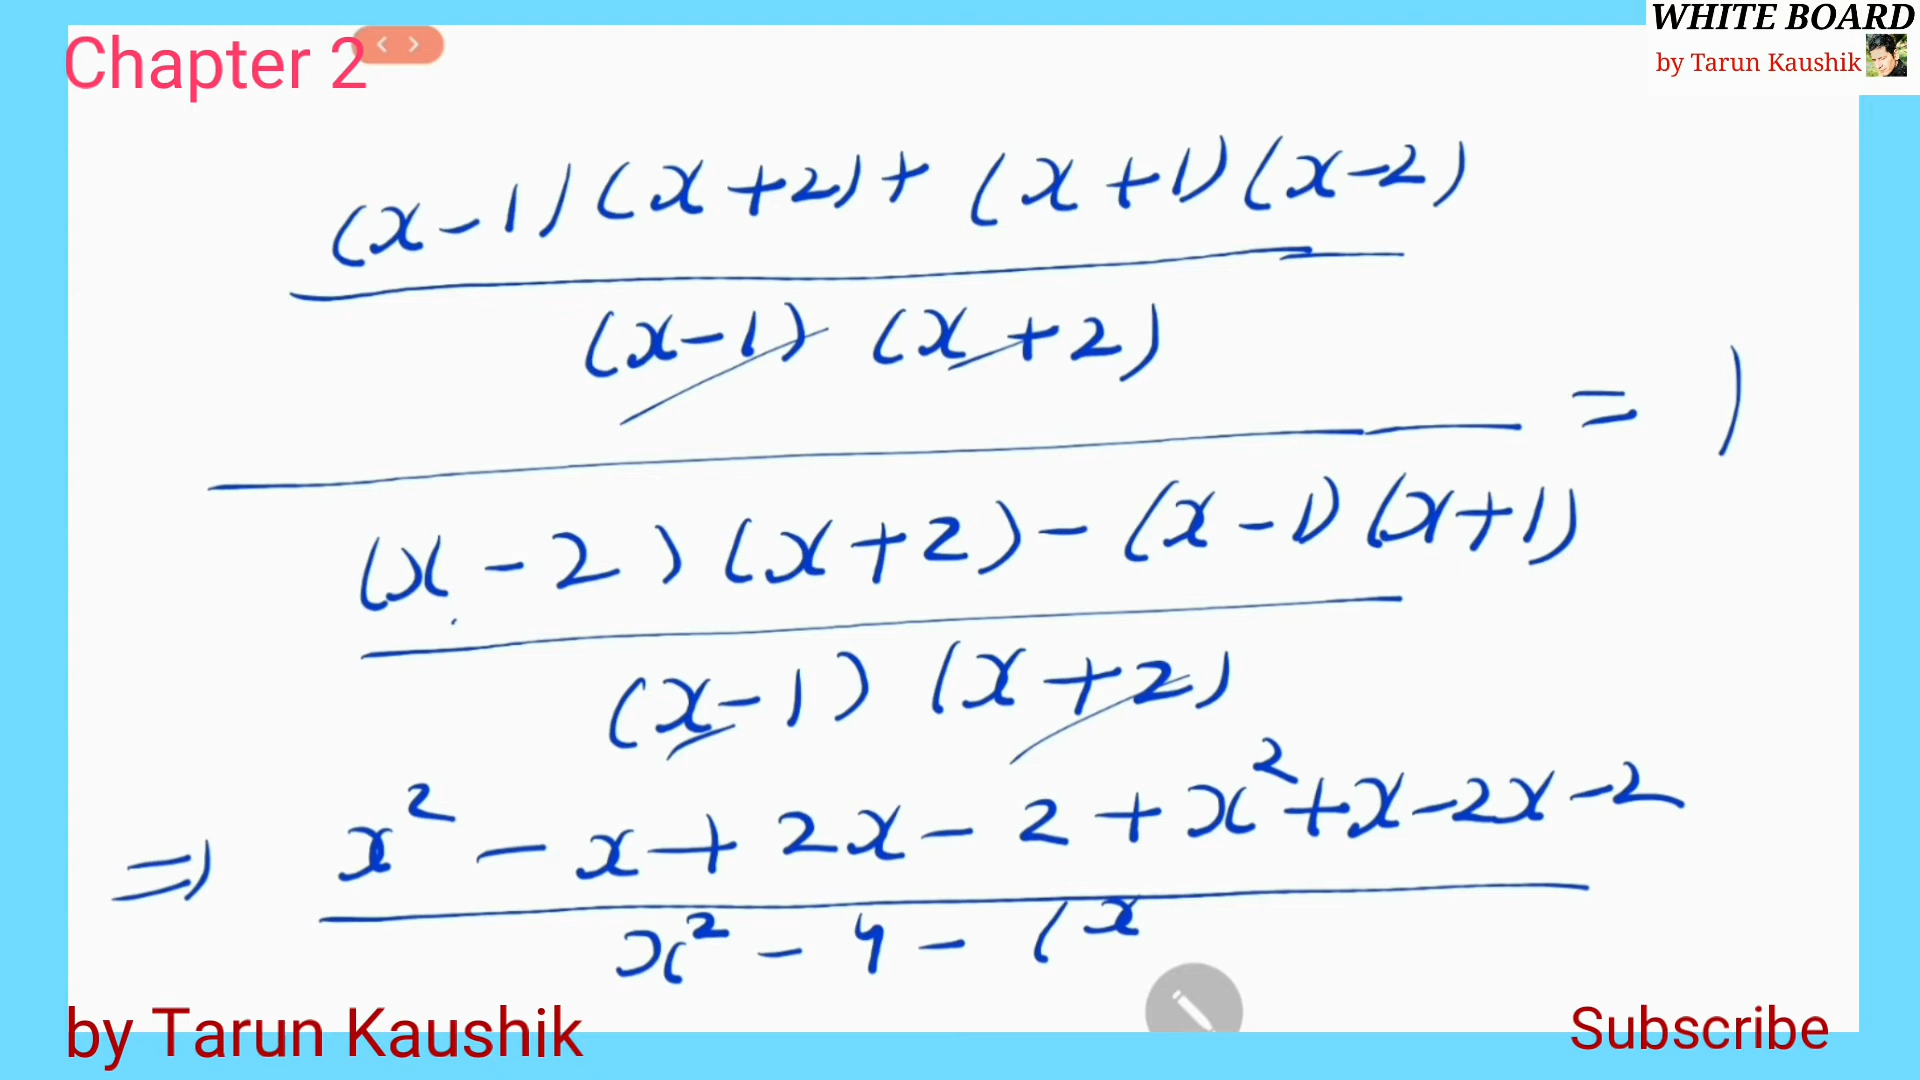 WHITE BOARD
Chapter 2 < >
by Tarun Kaushik
(x-1)(x+2)+(x+1)(x-2)
(x-1) (x+2)
= 1
(x-2)(x+2)-(x-1)(x+1)
(x-1) (x+2)
⇒ x²-x+2x-2+x²+x-2x-2
x²-4-(x
by Tarun Kaushik
Subscribe